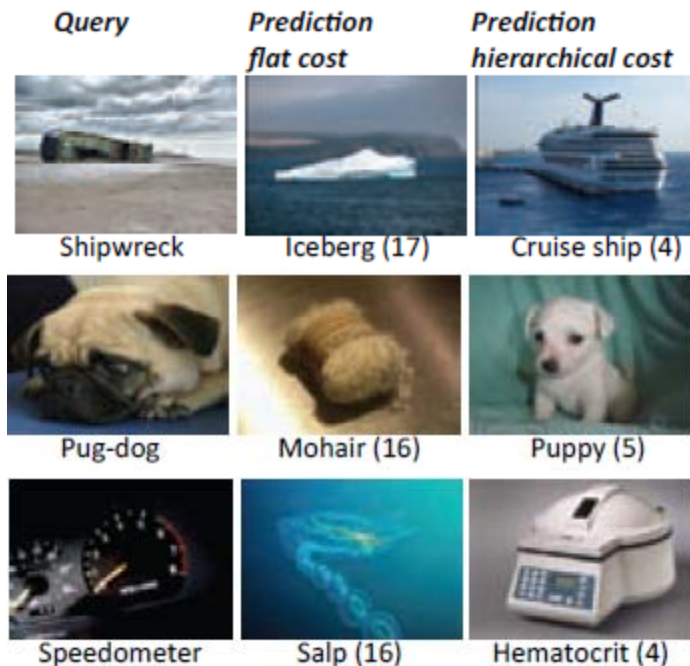 Query
Prediction flat cost
Prediction hierarchical cost
Shipwreck
Iceberg (17)
Cruise ship (4)
Pug-dog
Mohair (16)
Puppy (5)
Speedometer
Salp (16)
Hematocrit (4)